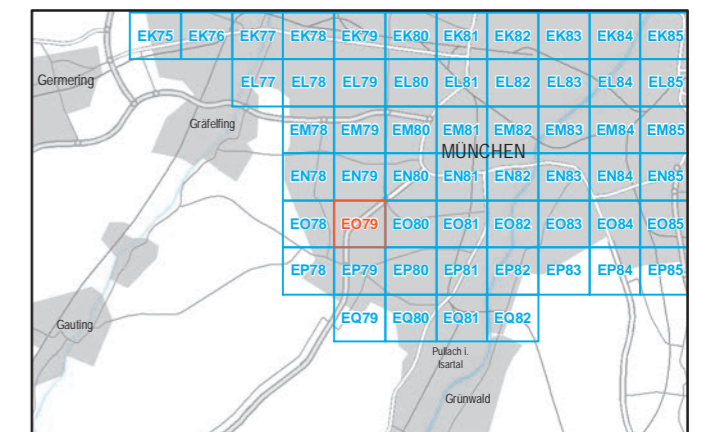 EK75 EK76 EK77 EK78 EK79 EK80 EK81 EK82 EK83 EK84 EK85
Germering
EL77 EL78 EL79 EL80 EL81 EL82 EL83 EL84 EL85
Gräfelfing
EM78 EM79 EM80 EM81 EM82 EM83 EM84 EM85
MÜNCHEN
EN78 EN79 EN80 EN81 EN82 EN83 EN84 EN85
EO78 EO79 EO80 EO81 EO82 EO83 EO84 EO85
EP78 EP79 EP80 EP81 EP82 EP83 EP84 EP85
Gauting
EQ79 EQ80 EQ81 EQ82
Pullach i.
Isartal
Grünwald